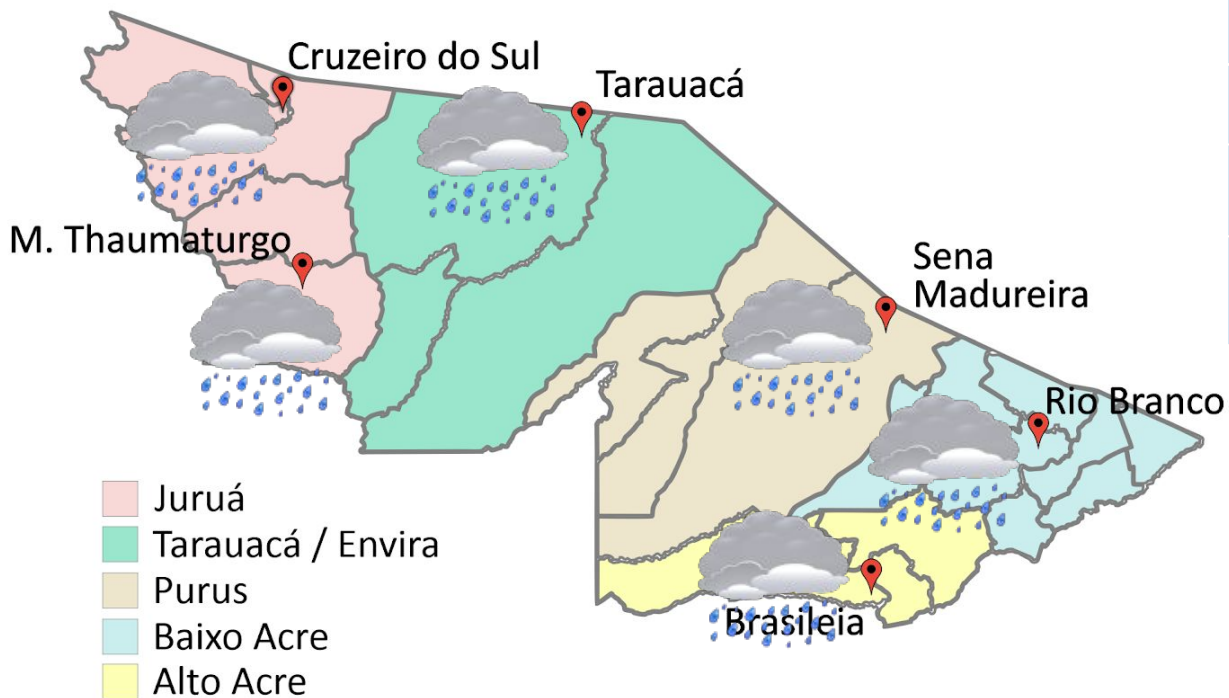 Cruzeiro do Sul
Tarauacá
M. Thaumaturgo
Sena
Madureira
Rio Branco
Brasileia
Juruá
Tarauacá / Envira
Purus
Baixo Acre
Alto Acre